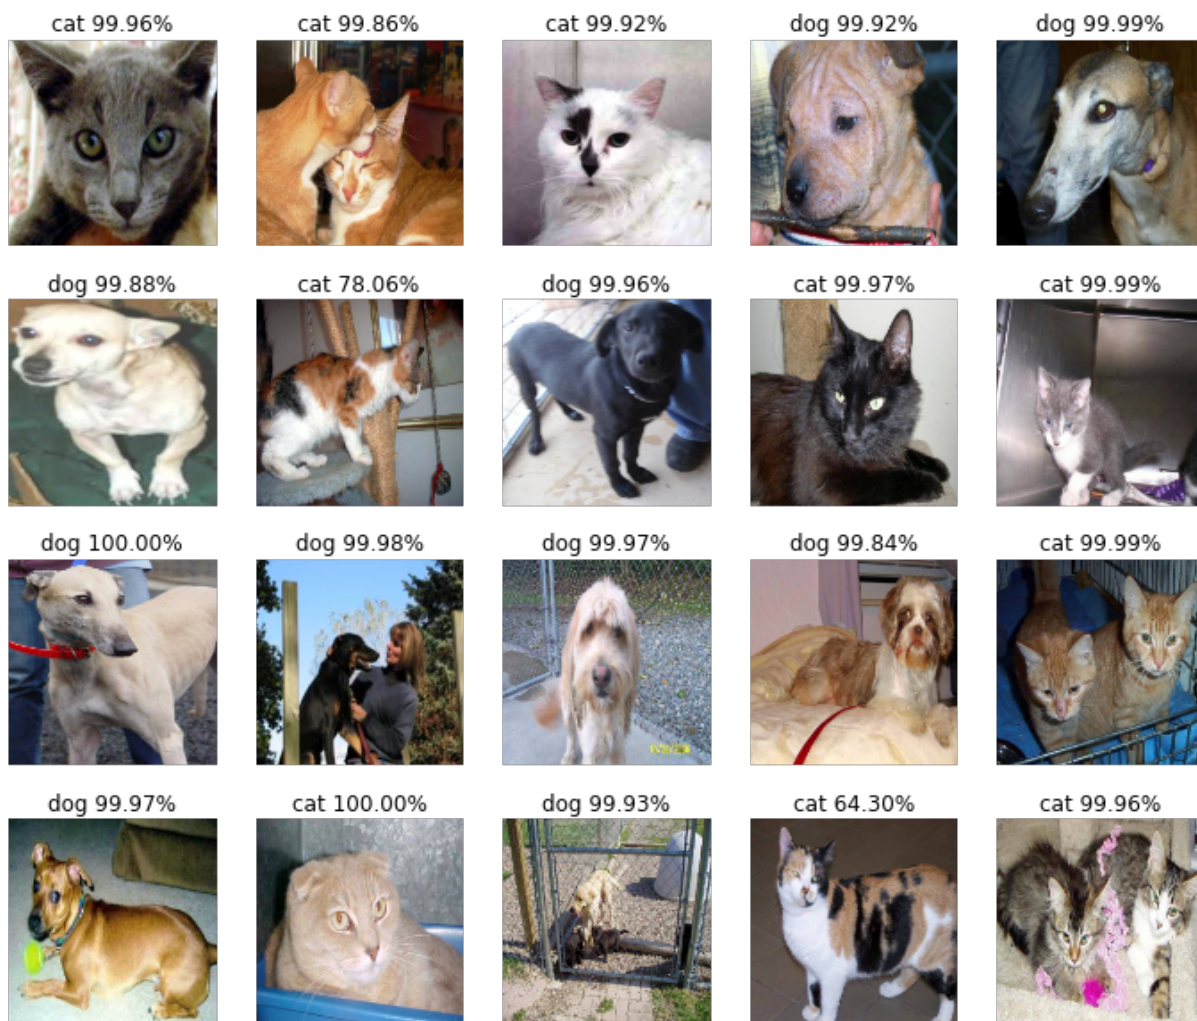 cat 99.96%
cat 99.86%
cat 99.92%
dog 99.92%
dog 99.99%
dog 99.88%
cat 78.06%
dog 99.96%
cat 99.97%
cat 99.99%
dog 100.00%
dog 99.98%
dog 99.97%
dog 99.84%
cat 99.99%
dog 99.97%
cat 100.00%
dog 99.93%
cat 64.30%
cat 99.96%